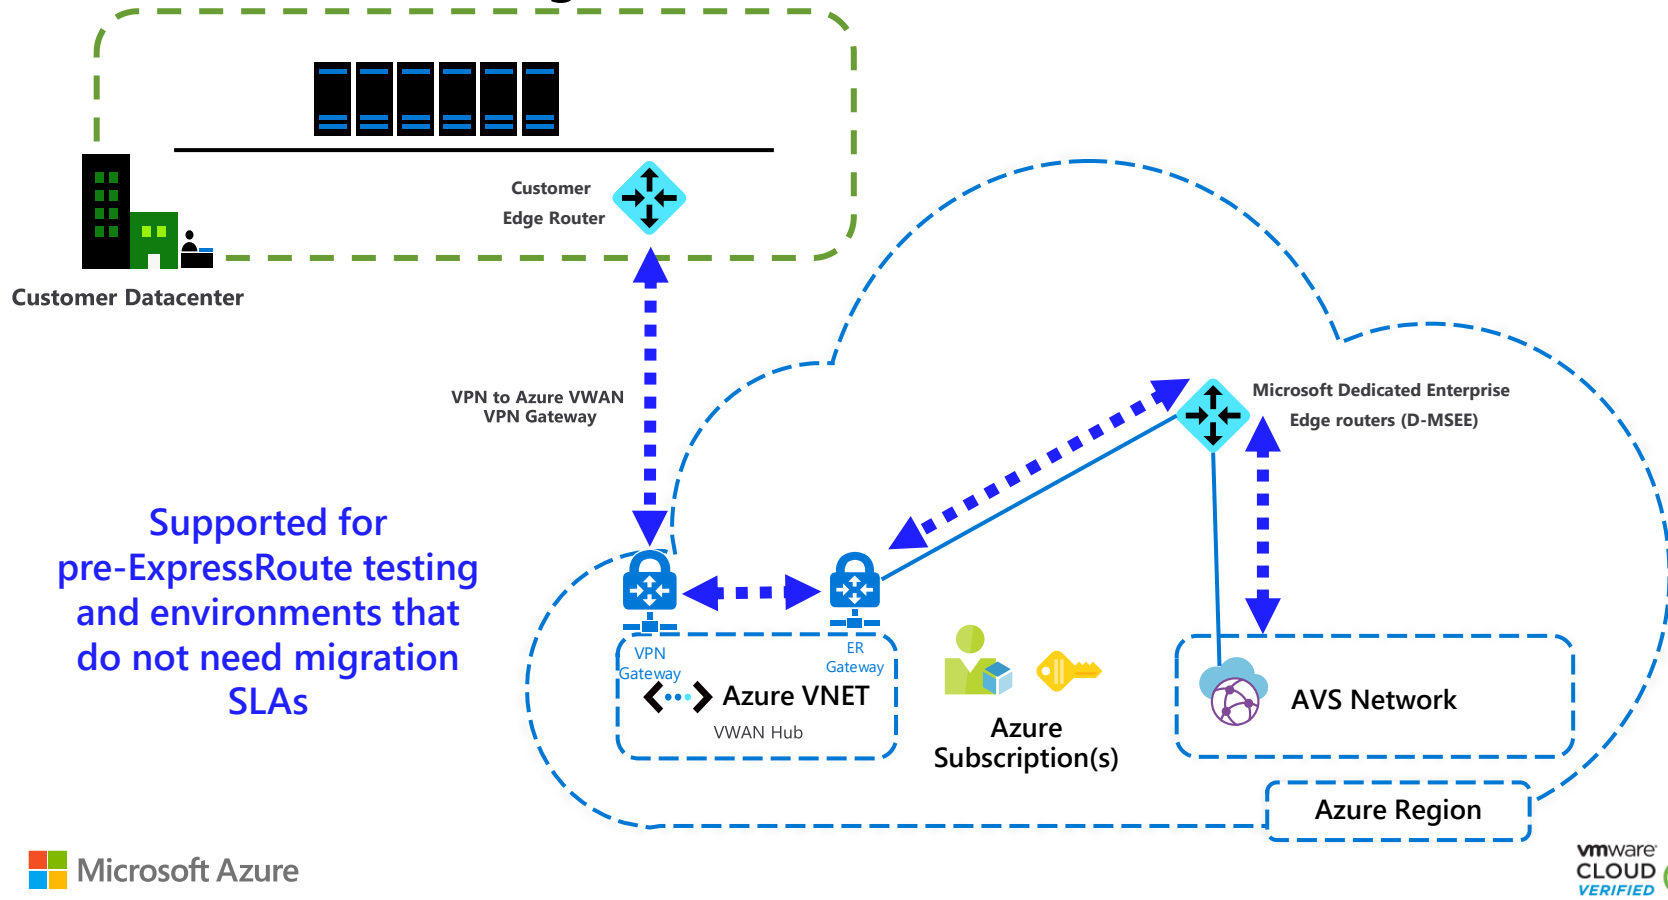 Customer
Edge Router
Customer Datacenter
VPN to Azure VWAN
VPN Gateway
Microsoft Dedicated Enterprise
Edge routers (D-MSEE)
Supported for
pre-ExpressRoute testing
and environments that
do not need migration
SLAs
VPN
Gateway
ER
Gateway
Azure VNET
VWAN Hub
Azure
Subscription(s)
AVS Network
Azure Region
Microsoft Azure
vmware
CLOUD
VERIFIED